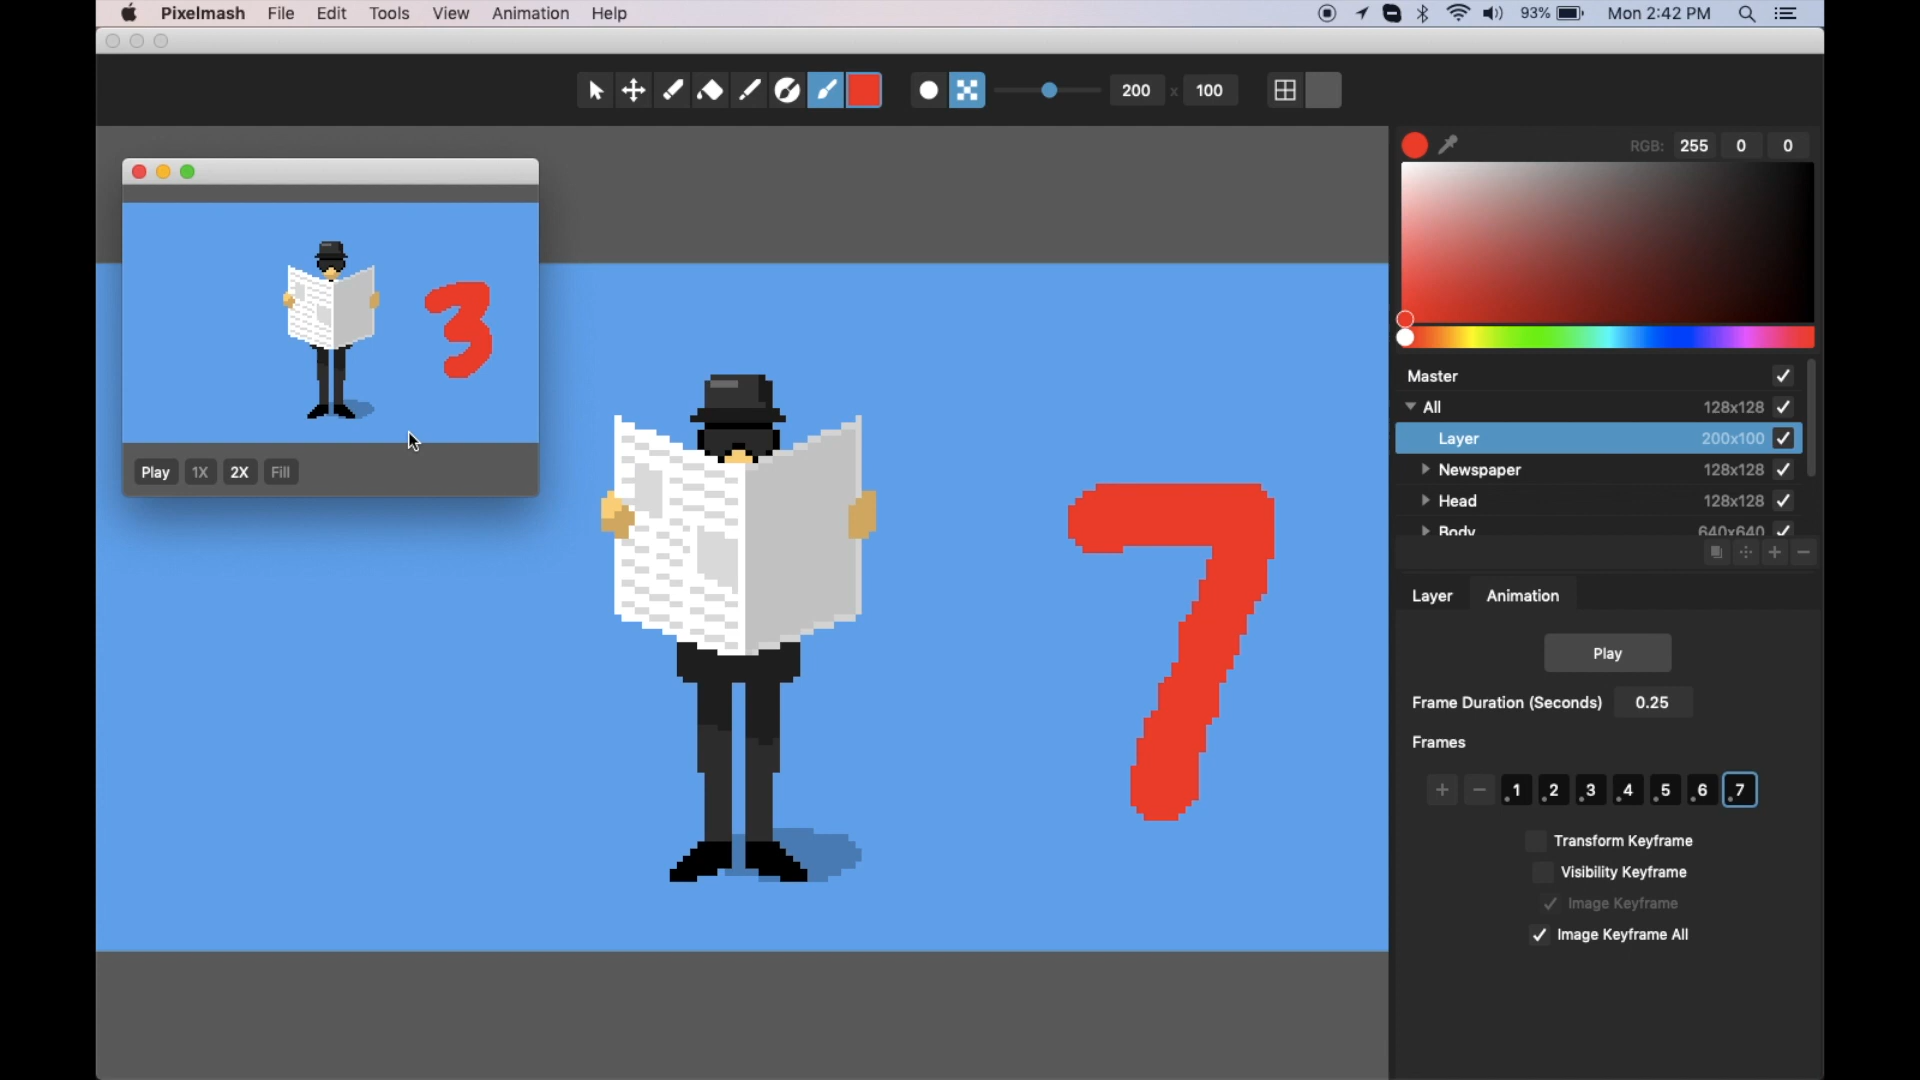 Pixelmash File Edit Tools View Animation Help 93% Mon 2:42 PM
200 x 100
RGB: 255 0 0
3
Play 1X 2X Fill
7
Master
All 128x128
Layer 200x100
Newspaper 128x128
Head 128x128
Body 640x640
Layer Animation
Play
Frame Duration (Seconds) 0.25
Frames
+ − 1 2 3 4 5 6 7
Transform Keyframe
Visibility Keyframe
Image Keyframe
Image Keyframe All